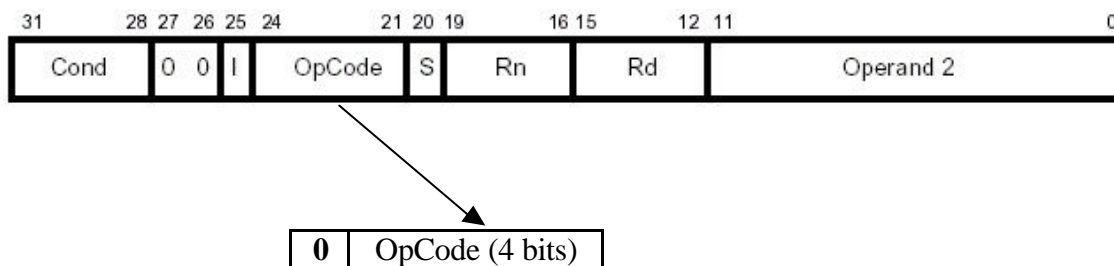 31 28 27 26 25 24 21 20 19 16 15 12 11 0
Cond 0 0 I OpCode S Rn Rd Operand 2
0 OpCode (4 bits)